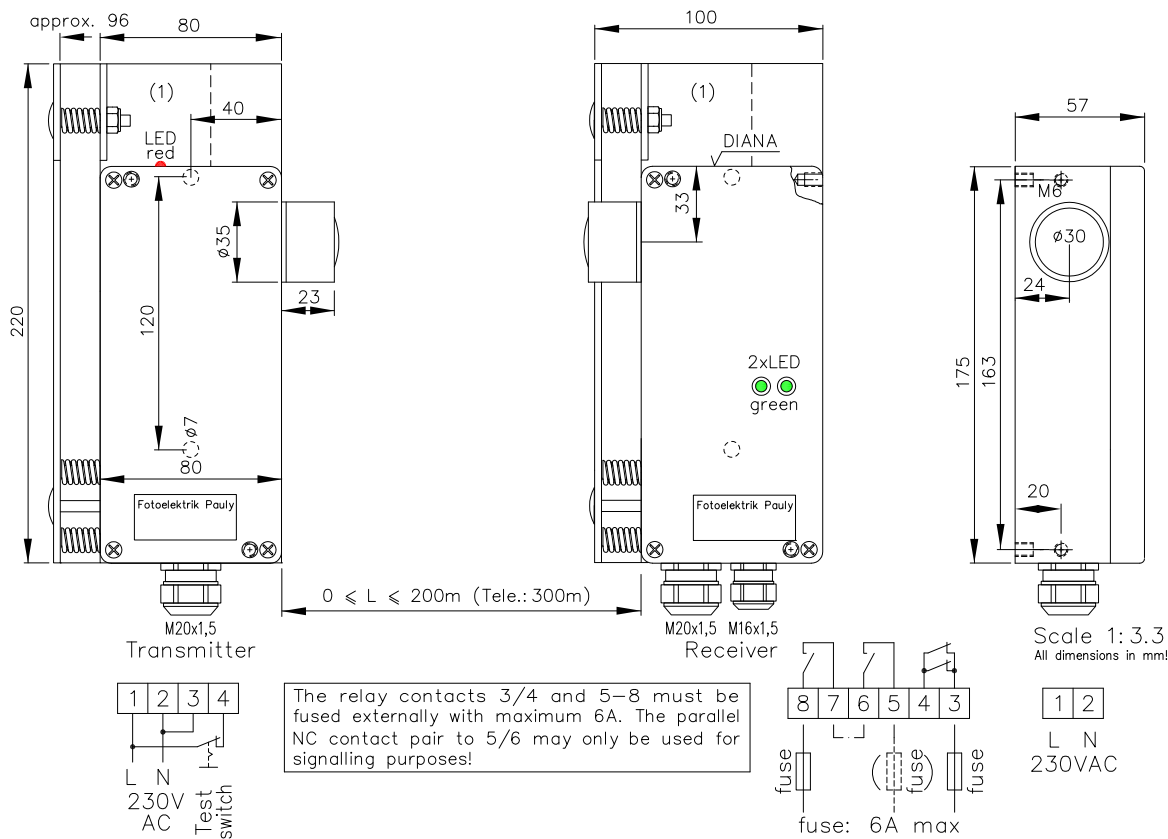 approx. 96
80
100
57
(1)
40
LED
red
(1)
DIANA
33
M6
ø35
ø30
23
24
220
120
175
163
2xLED
green
ø7
80
20
Fotoelektrik Pauly
Fotoelektrik Pauly
0 ⩽ L ⩽ 200m (Tele.: 300m)
M20x1,5
Transmitter
M20x1,5
M16x1,5
Receiver
Scale 1:3.3
All dimensions in mm!
1 2 3 4
L N
230V
AC
Test
switch
The relay contacts 3/4 and 5–8 must be
fused externally with maximum 6A. The parallel
NC contact pair to 5/6 may only be used for
signalling purposes!
8 7 6 5 4 3
fuse
fuse
fuse
fuse: 6A max
1 2
L N
230VAC